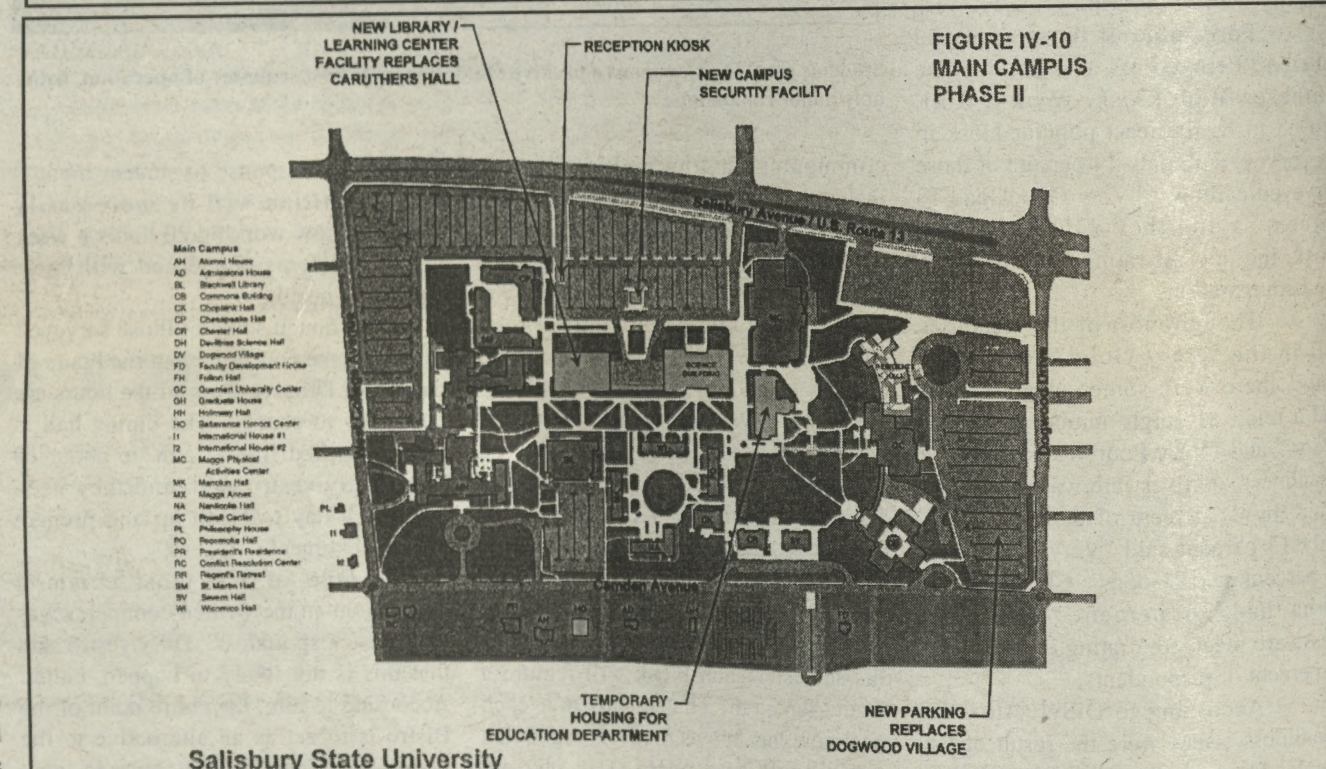 NEW LIBRARY /
LEARNING CENTER
FACILITY REPLACES
CARUTHERS HALL
RECEPTION KIOSK
NEW CAMPUS
SECURTIY FACILITY
FIGURE IV-10
MAIN CAMPUS
PHASE II
Salisbury Avenue / U.S. Route 13
Main Campus
AH Alumni House
AD Admissions House
BL Blackwell Library
CB Commons Building
CK Choptank Hall
CP Chesapeake Hall
CR Chester Hall
DH Devilbiss Science Hall
DV Dogwood Village
FD Faculty Development House
FH Fulton Hall
GC Guerrieri University Center
GH Graduate House
HH Holloway Hall
HO Bellavance Honors Center
I1 International House #1
I2 International House #2
MC Maggs Physical
Activities Center
MK Manokin Hall
MX Maggs Annex
NA Nanticoke Hall
PC Powell Center
PL Philosophy House
PO Pocomoke Hall
PR President's Residence
RC Conflict Resolution Center
RR Regent's Retreat
SM St. Martin Hall
SV Severn Hall
WI Wicomico Hall
SCIENCE
BUILDING
Dogwood Drive
PL
I1
Camden Avenue
TEMPORARY
HOUSING FOR
EDUCATION DEPARTMENT
NEW PARKING
REPLACES
DOGWOOD VILLAGE
Salisbury State University